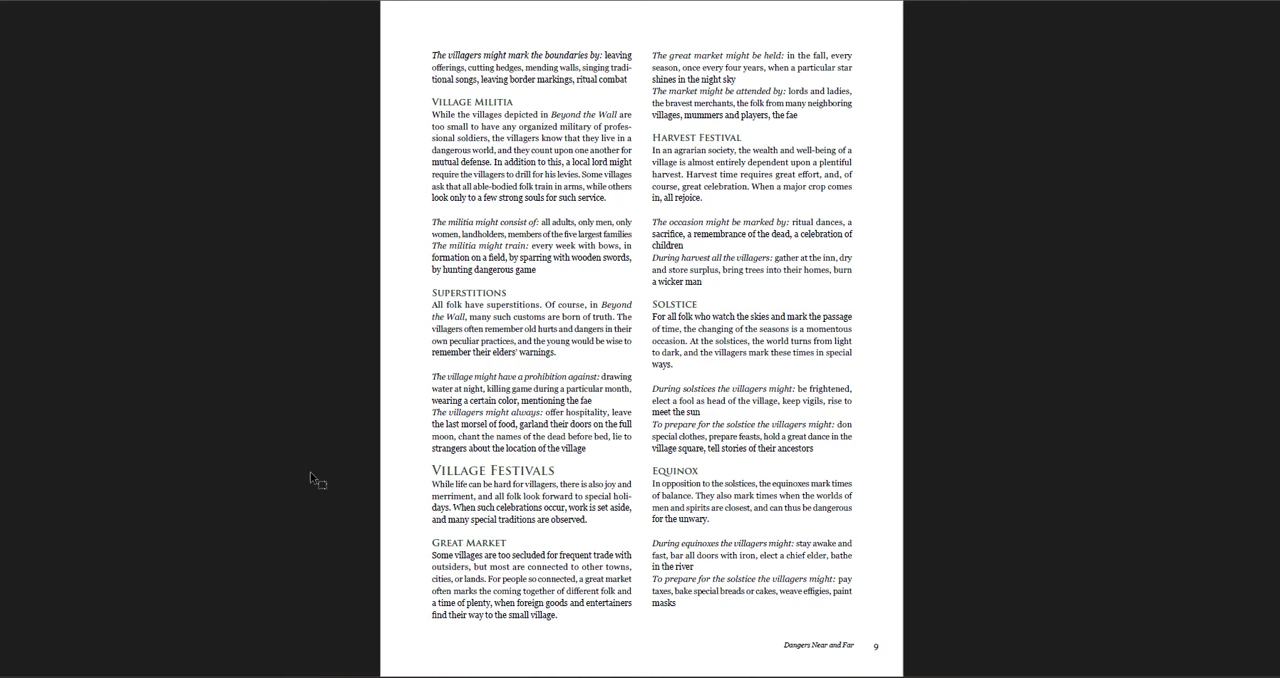 The villagers might mark the boundaries by: leaving
offerings, cutting hedges, mending walls, singing tradi-
tional songs, leaving border markings, ritual combat
Village Militia
While the villages depicted in Beyond the Wall are
too small to have any organized military of profes-
sional soldiers, the villagers know that they live in a
dangerous world, and they count upon one another for
mutual defense. In addition to this, a local lord might
require the villagers to drill for his levies. Some villages
ask that all able-bodied folk train in arms, while others
look only to a few strong souls for such service.
The militia might consist of: all adults, only men, only
women, landholders, members of the five largest families
The militia might train: every week with bows, in
formation on a field, by sparring with wooden swords,
by hunting dangerous game
Superstitions
All folk have superstitions. Of course, in Beyond
the Wall, many such customs are born of truth. The
villagers often remember old hurts and dangers in their
own peculiar practices, and the young would be wise to
remember their elders' warnings.
The village might have a prohibition against: drawing
water at night, killing game during a particular month,
wearing a certain color, mentioning the fae
The villagers might always: offer hospitality, leave
the last morsel of food, garland their doors on the full
moon, chant the names of the dead before bed, lie to
strangers about the location of the village
Village Festivals
While life can be hard for villagers, there is also joy and
merriment, and all folk look forward to special holi-
days. When such celebrations occur, work is set aside,
and many special traditions are observed.
Great Market
Some villages are too secluded for frequent trade with
outsiders, but most are connected to other towns,
cities, or lands. For people so connected, a great market
often marks the coming together of different folk and
a time of plenty, when foreign goods and entertainers
find their way to the small village.
The great market might be held: in the fall, every
season, once every four years, when a particular star
shines in the night sky
The market might be attended by: lords and ladies,
the bravest merchants, the folk from many neighboring
villages, mummers and players, the fae
Harvest Festival
In an agrarian society, the wealth and well-being of a
village is almost entirely dependent upon a plentiful
harvest. Harvest time requires great effort, and, of
course, great celebration. When a major crop comes
in, all rejoice.
The occasion might be marked by: ritual dances, a
sacrifice, a remembrance of the dead, a celebration of
children
During harvest all the villagers: gather at the inn, dry
and store surplus, bring trees into their homes, burn
a wicker man
Solstice
For all folk who watch the skies and mark the passage
of time, the changing of the seasons is a momentous
occasion. At the solstices, the world turns from light
to dark, and the villagers mark these times in special
ways.
During solstices the villagers might: be frightened,
elect a fool as head of the village, keep vigils, rise to
meet the sun
To prepare for the solstice the villagers might: don
special clothes, prepare feasts, hold a great dance in the
village square, tell stories of their ancestors
Equinox
In opposition to the solstices, the equinoxes mark times
of balance. They also mark times when the worlds of
men and spirits are closest, and can thus be dangerous
for the unwary.
During equinoxes the villagers might: stay awake and
fast, bar all doors with iron, elect a chief elder, bathe
in the river
To prepare for the solstice the villagers might: pay
taxes, bake special breads or cakes, weave effigies, paint
masks
Dangers Near and Far 9